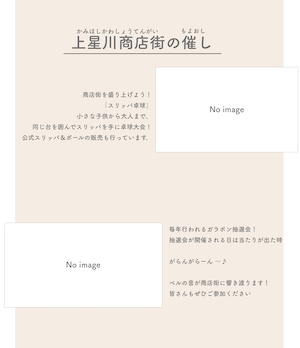 かみほしかわしょうてんがい もよおし
上星川商店街の催し
商店街を盛り上げよう！
「スリッパ卓球」
小さな子供から大人まで、
同じ台を囲んでスリッパを手に卓球大会！
公式スリッパ&ボールの販売も行っています.
No image
毎年行われるガラポン抽選会！
抽選会が開催される日は当たりが出た時
がらんがらーん ～♪
ベルの音が商店街に響き渡ります！
皆さんもぜひご参加ください
No image